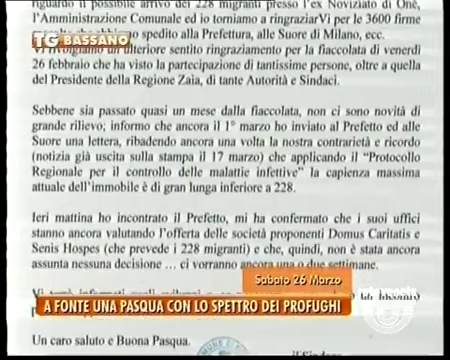 riguardo il possibile arrivo dei 228 migranti presso l'ex Noviziato di Onè,
l'Amministrazione Comunale ed io torniamo a ringraziarVi per le 3600 firme
spedito alla Prefettura, alle Suore di Milano, ecc.
TG BASSANO
ulteriore sentito ringraziamento per la fiaccolata di venerdì
26 febbraio che ha visto la partecipazione di tantissime persone, oltre a quella
del Presidente della Regione Zaia, di tante Autorità e Sindaci.
Sebbene sia passato quasi un mese dalla fiaccolata, non ci sono novità di
grande rilievo; informo che ancora il 1° marzo ho inviato al Prefetto ed alle
Suore una lettera, ribadendo ancora una volta la nostra contrarietà e ricordo
(notizia già uscita sulla stampa il 17 marzo) che applicando il "Protocollo
Regionale per il controllo delle malattie infettive" la capienza massima
attuale dell'immobile è di gran lunga inferiore a 228.
Ieri mattina ho incontrato il Prefetto, mi ha confermato che i suoi uffici
stanno ancora valutando l'offerta delle società proponenti Domus Caritatis e
Senis Hospes (che prevede i 228 migranti) e che, quindi, non è stata ancora
assunta nessuna decisione … ci vorranno ancora una o due settimane.
Sabato 26 Marzo
A FONTE UNA PASQUA CON LO SPETTRO DEI PROFUGHI
Un caro saluto e Buona Pasqua.